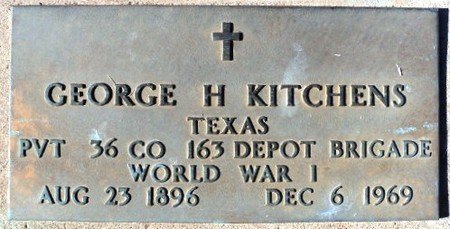 GEORGE H KITCHENS
TEXAS
PVT 36 CO 163 DEPOT BRIGADE
WORLD WAR I
AUG 23 1896 DEC 6 1969